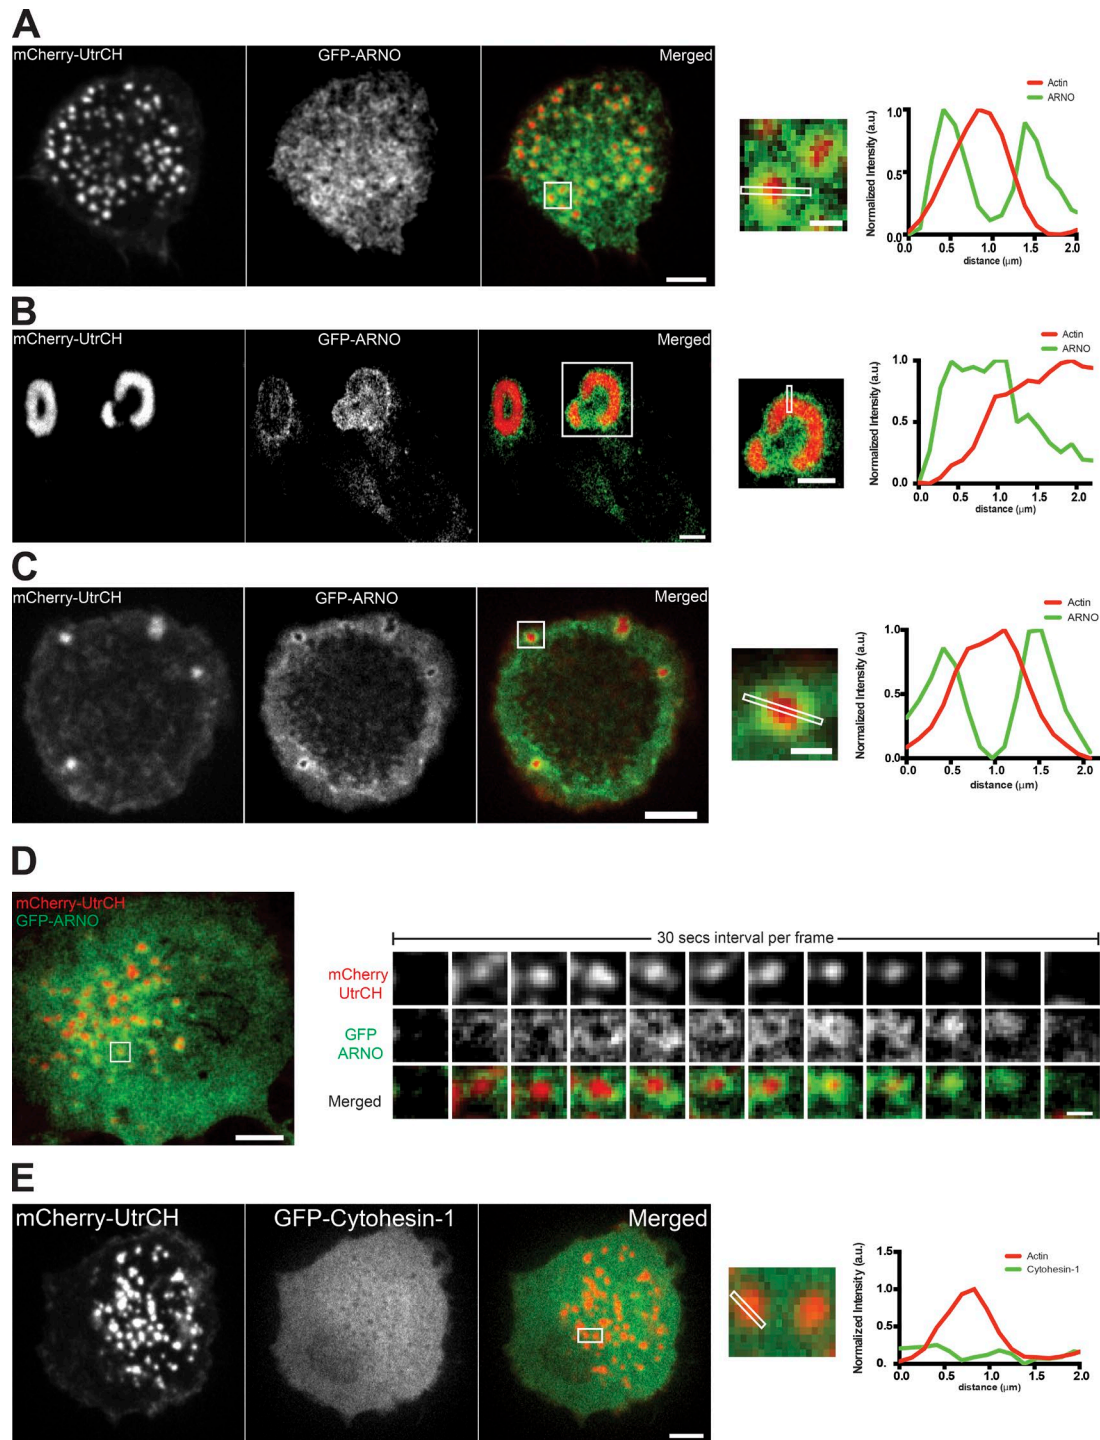 A
mCherry-UtrCH GFP-ARNO Merged
Actin
ARNO
Normalized Intensity (a.u.)
1.0
0.5
0.0
0.0 0.5 1.0 1.5 2.0
distance (μm)
B
mCherry-UtrCH GFP-ARNO Merged
Actin
ARNO
Normalized Intensity (a.u.)
1.0
0.5
0.0
0.0 0.5 1.0 1.5 2.0
distance (μm)
C
mCherry-UtrCH GFP-ARNO Merged
Actin
ARNO
Normalized Intensity (a.u.)
1.0
0.5
0.0
0.0 0.5 1.0 1.5 2.0
distance (μm)
D
mCherry-UtrCH
GFP-ARNO
30 secs interval per frame
mCherry
UtrCH
GFP
ARNO
Merged
E
mCherry-UtrCH GFP-Cytohesin-1 Merged
Actin
Cytohesin-1
Normalized Intensity (a.u.)
1.5
1.0
0.5
0.
0.0 0.5 1.0 1.5 2.0
distance (μm)